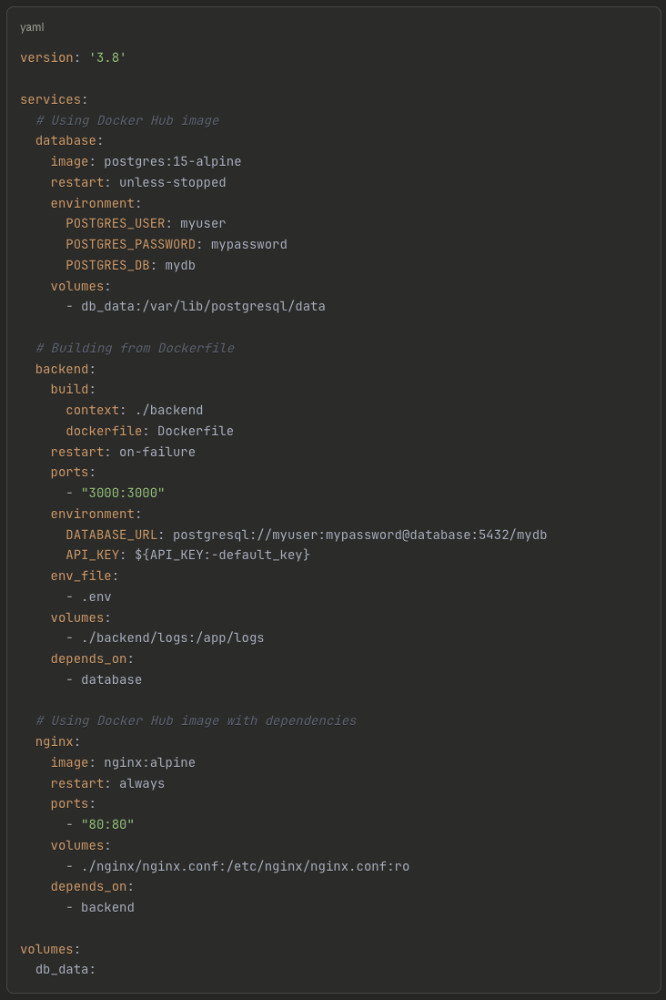 yaml
version: '3.8'

services:
  # Using Docker Hub image
  database:
    image: postgres:15-alpine
    restart: unless-stopped
    environment:
      POSTGRES_USER: myuser
      POSTGRES_PASSWORD: mypassword
      POSTGRES_DB: mydb
    volumes:
      - db_data:/var/lib/postgresql/data

  # Building from Dockerfile
  backend:
    build:
      context: ./backend
      dockerfile: Dockerfile
    restart: on-failure
    ports:
      - "3000:3000"
    environment:
      DATABASE_URL: postgresql://myuser:mypassword@database:5432/mydb
      API_KEY: ${API_KEY:-default_key}
    env_file:
      - .env
    volumes:
      - ./backend/logs:/app/logs
    depends_on:
      - database

  # Using Docker Hub image with dependencies
  nginx:
    image: nginx:alpine
    restart: always
    ports:
      - "80:80"
    volumes:
      - ./nginx/nginx.conf:/etc/nginx/nginx.conf:ro
    depends_on:
      - backend

volumes:
  db_data: